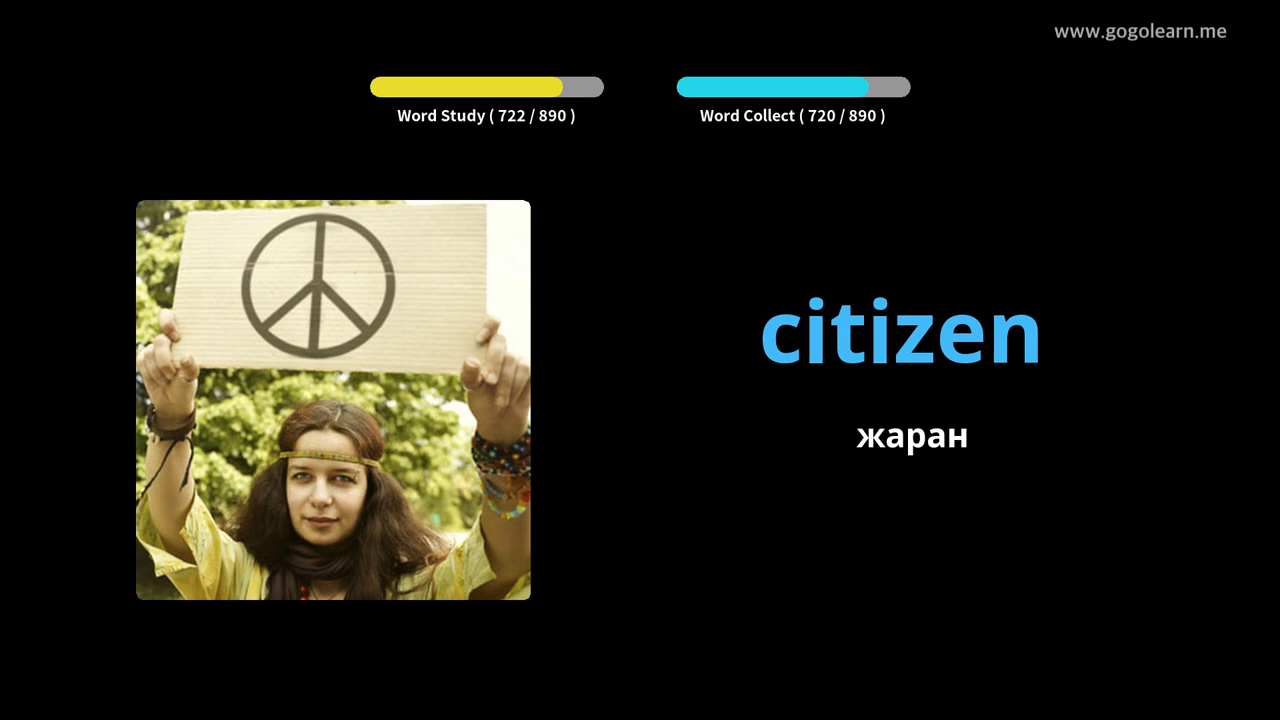 www.gogolearn.me
Word Study ( 722 / 890 )
Word Collect ( 720 / 890 )
citizen
жаран